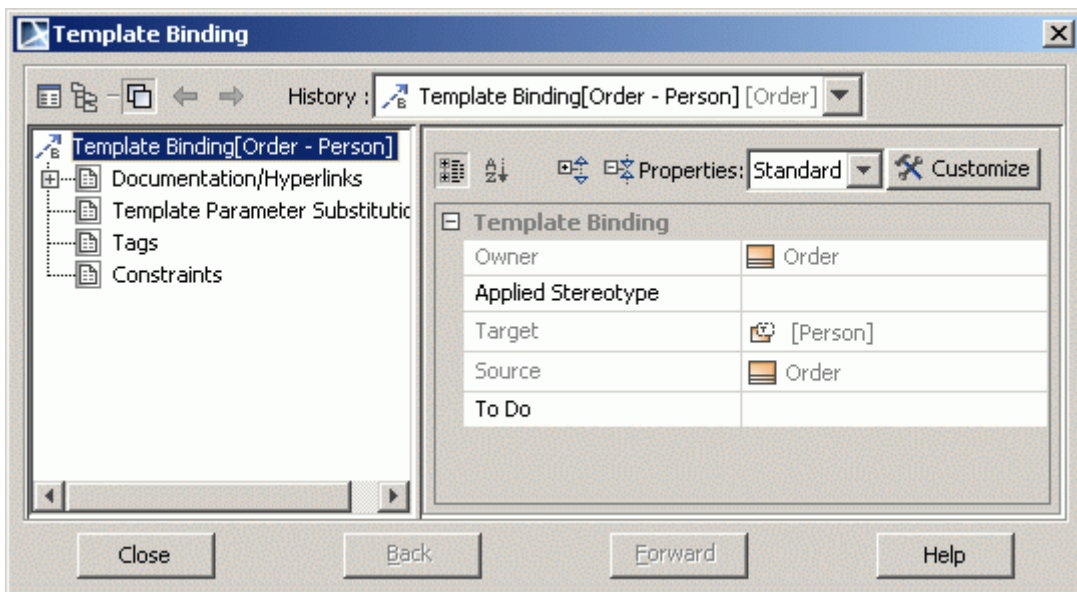 Template Binding
History : Template Binding[Order - Person] [Order]
Template Binding[Order - Person]
Documentation/Hyperlinks
Template Parameter Substitutic
Tags
Constraints
Properties: Standard Customize
Template Binding
Owner Order
Applied Stereotype
Target [Person]
Source Order
To Do
Close Back Forward Help